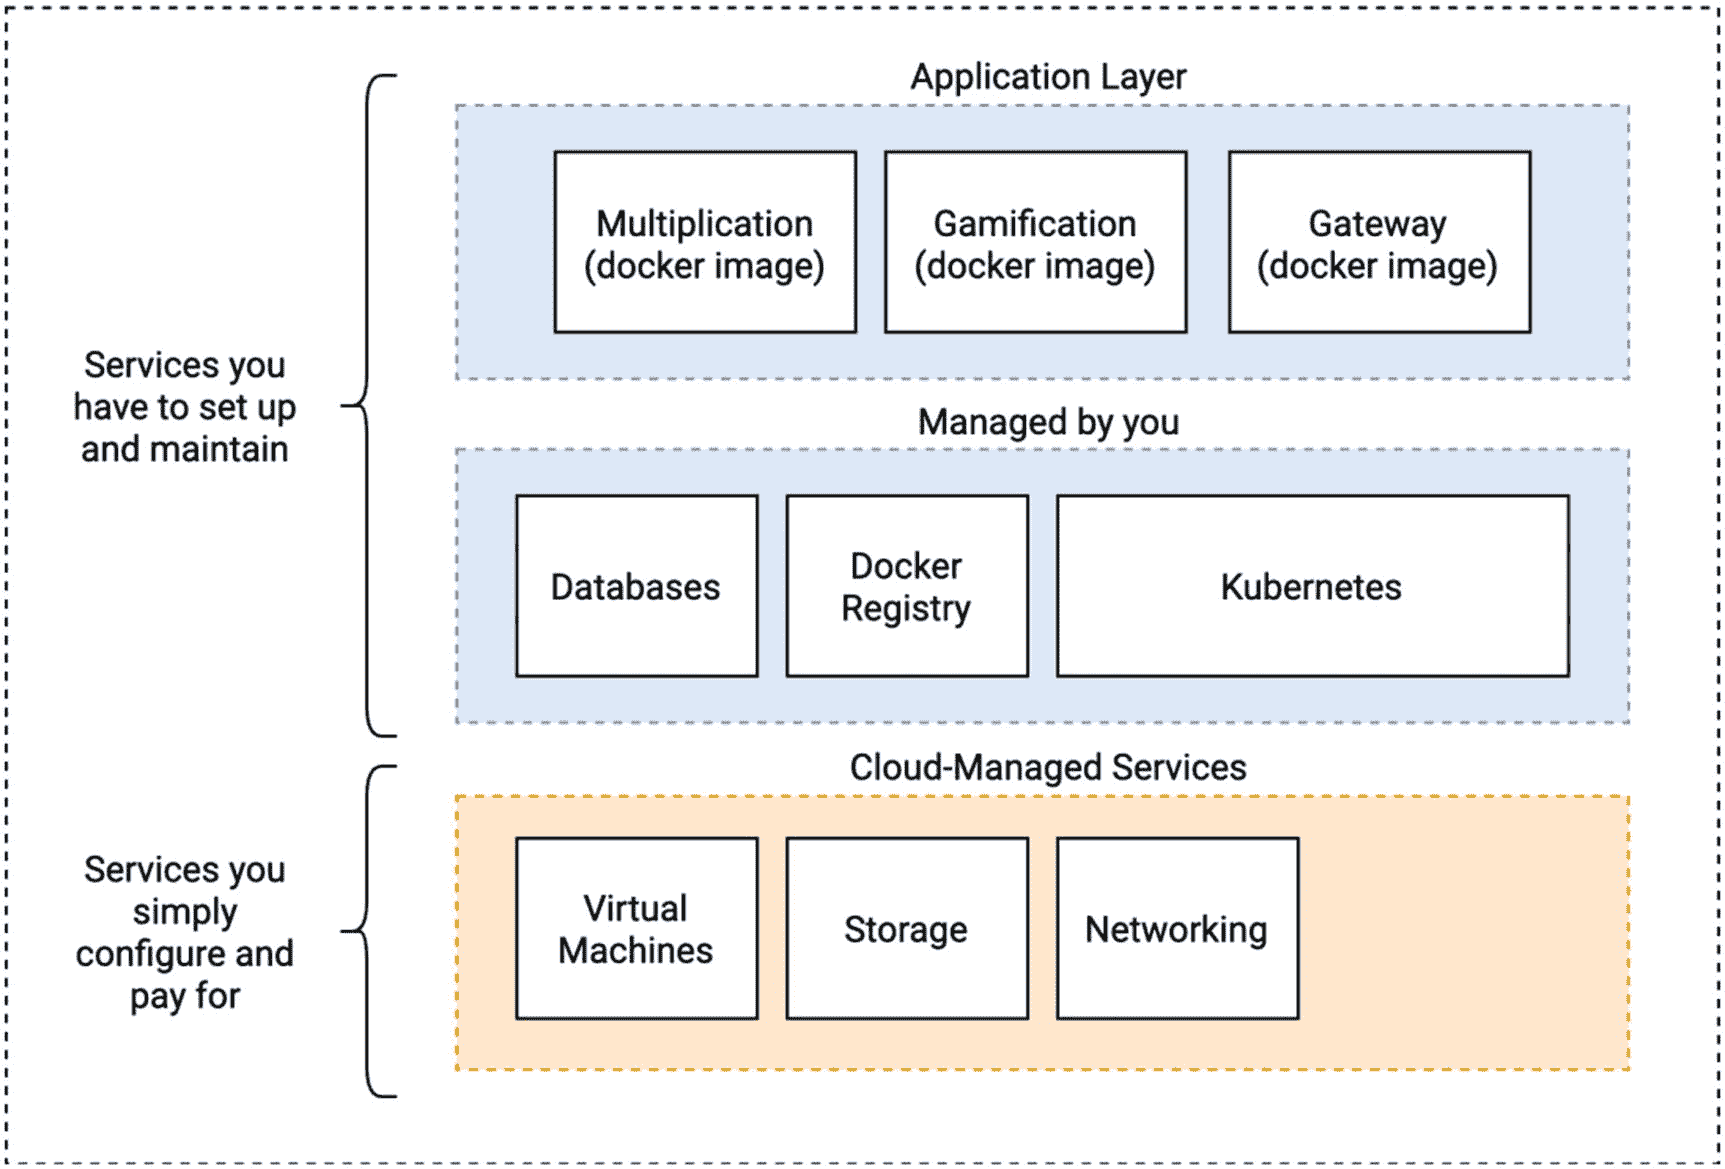 Application Layer
Multiplication
(docker image)
Gamification
(docker image)
Gateway
(docker image)
Services you
have to set up
and maintain
Managed by you
Databases
Docker
Registry
Kubernetes
Cloud-Managed Services
Services you
simply
configure and
pay for
Virtual
Machines
Storage
Networking